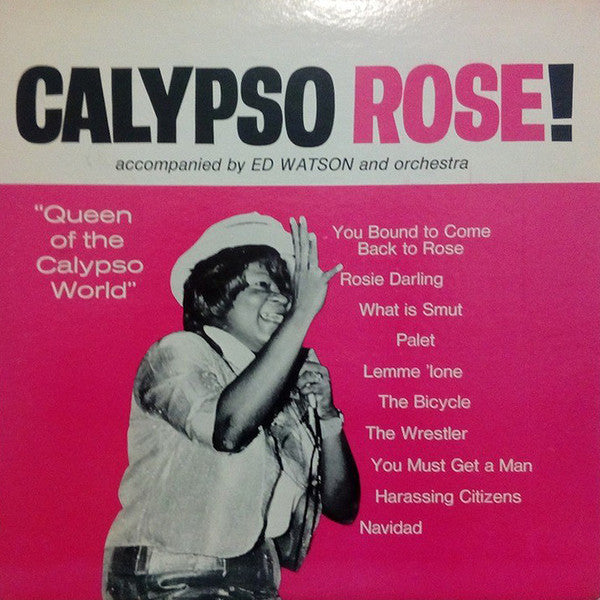 CALYPSO ROSE!
accompanied by ED WATSON and orchestra
"Queen
of the
Calypso
World"
You Bound to Come
Back to Rose
Rosie Darling
What is Smut
Palet
Lemme 'lone
The Bicycle
The Wrestler
You Must Get a Man
Harassing Citizens
Navidad